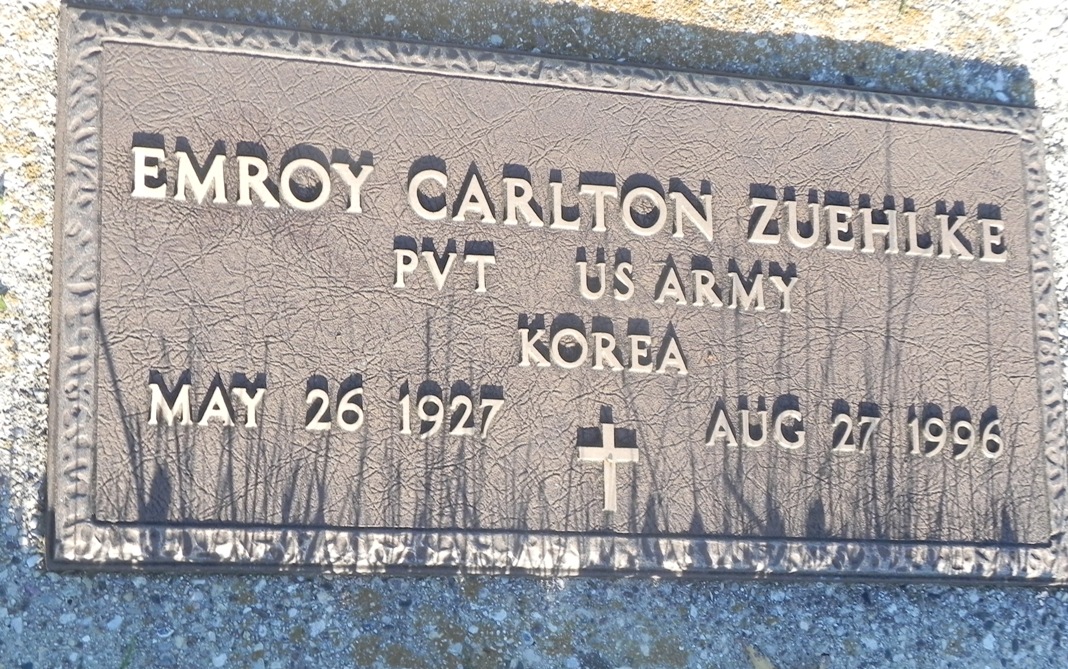 EMROY CARLTON ZUEHLKE
PVT US ARMY
KOREA
MAY 26 1927 AUG 27 1996